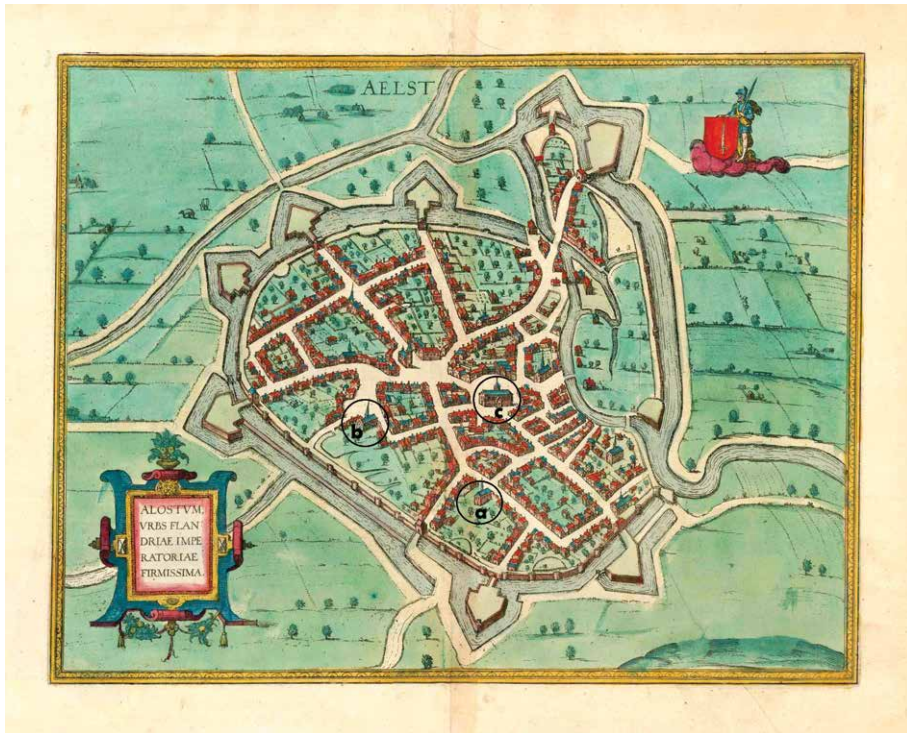 AELST
b
c
a
ALOSTVM,
VRBS FLAN
DRIAE IMPE
RATORIAE
FIRMISSIMA.